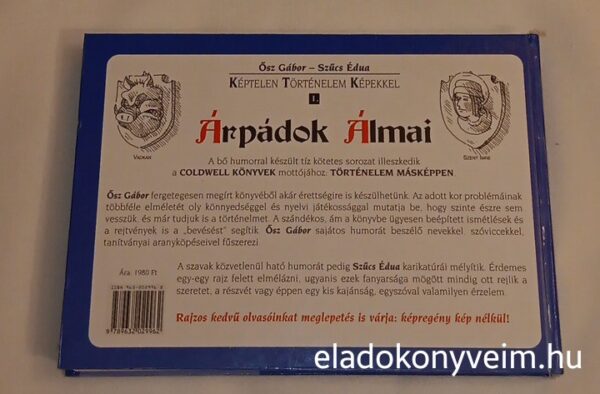 Ősz Gábor – Szűcs Édua
Képtelen Történelem Képekkel
I.
Árpádok Álmai
Vadkan
Szent Imre
A bő humorral készült tíz kötetes sorozat illeszkedik
a COLDWELL KÖNYVEK mottójához: TÖRTÉNELEM MÁSKÉPPEN.
Ősz Gábor fergetegesen megírt könyvéből akár érettségire is készülhetünk. Az adott kor problémáinak
többféle elméletét oly könnyedséggel és nyelvi játékossággal mutatja be, hogy szinte észre sem
vesszük, és már tudjuk is a történelmet. A szándékos, ám a könyvbe ügyesen beépített ismétlések és
a rejtvények is a „bevésést” segítik. Ősz Gábor sajátos humorát beszélő nevekkel, szóviccekkel,
tanítványai aranyköpéseivel fűszerezi.
A szavak közvetlenül ható humorát pedig Szűcs Édua karikatúrái mélyítik. Érdemes
egy-egy rajz felett elmélázni, ugyanis ezek fanyarsága mögött mindig ott rejlik a
szeretet, a részvét vagy éppen egy kis kajánság, egyszóval valamilyen érzelem.
Ára: 1980 Ft
9 789632 029962
Rajzos kedvű olvasóinkat meglepetés is várja: képregény kép nélkül!
eladokonyveim.hu